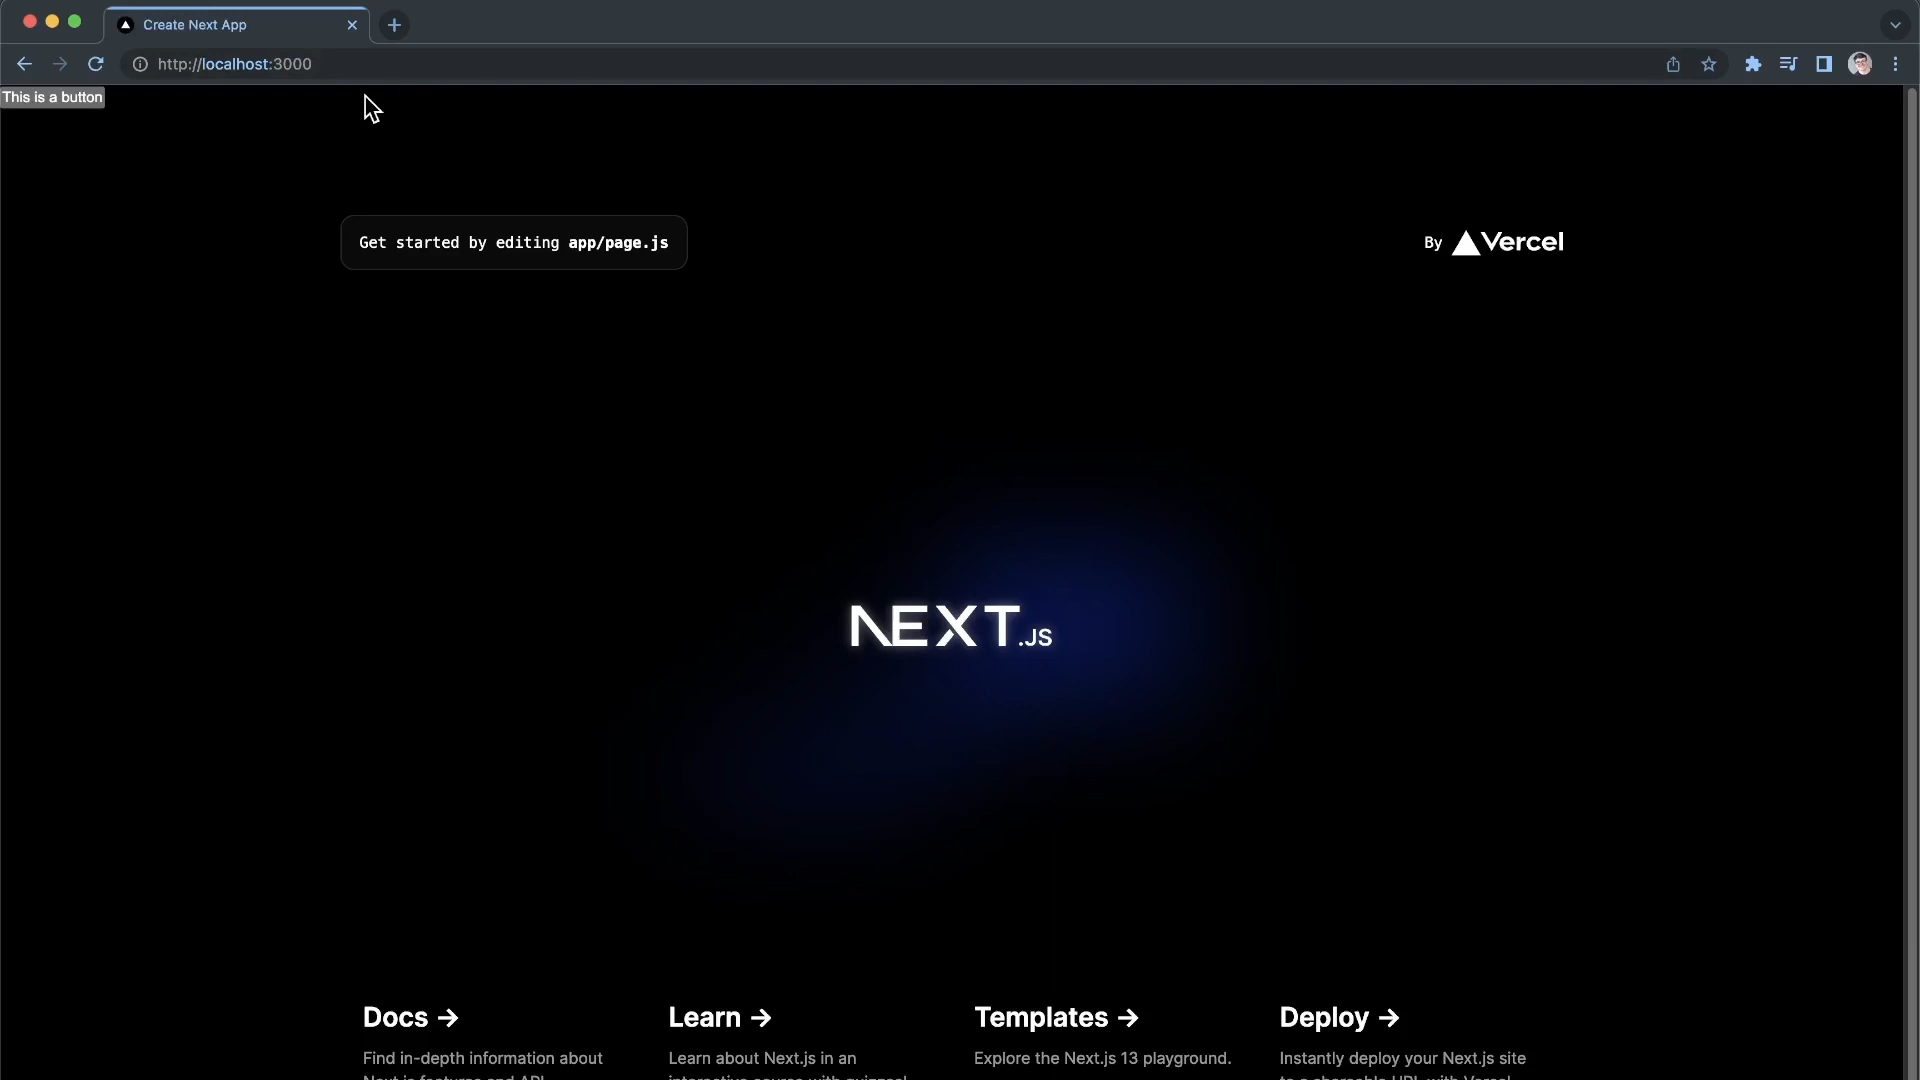 Create Next App
http://localhost:3000
This is a button
Get started by editing app/page.js
By Vercel
NEXT.JS
Docs → Learn → Templates → Deploy →
Find in-depth information about Learn about Next.js in an Explore the Next.js 13 playground. Instantly deploy your Next.js site